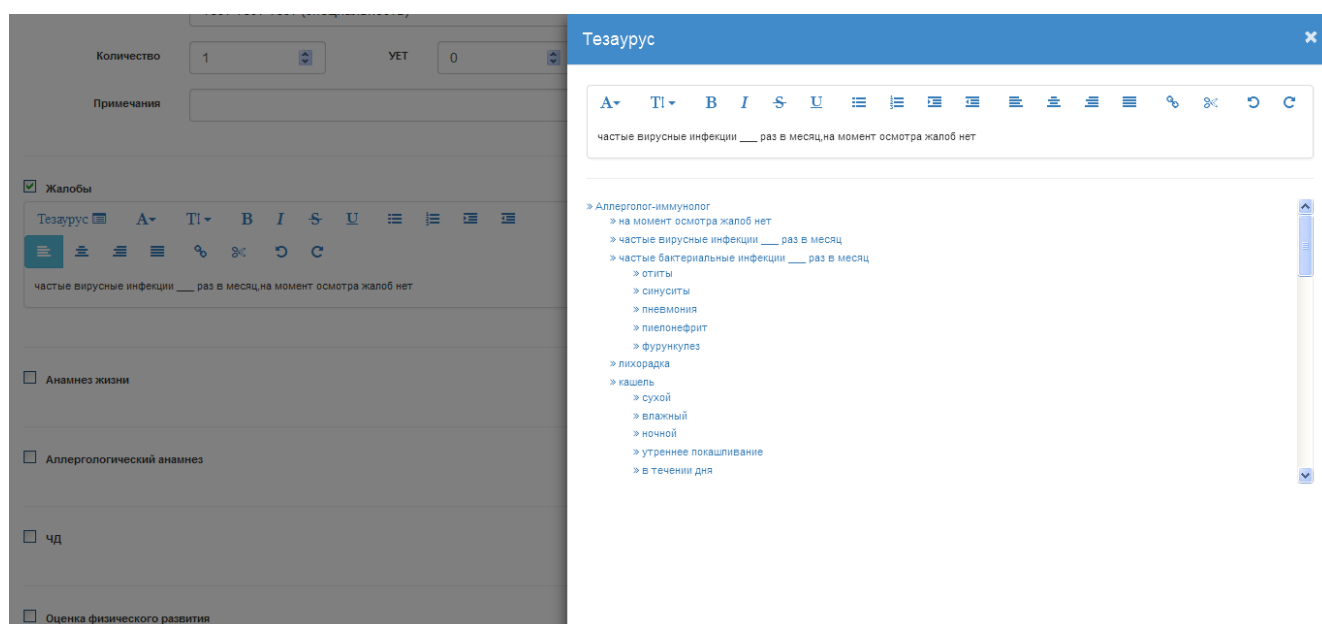 Количество 1 УЕТ 0
Примечания
Жалобы
Тезаурус A T! B I S U
частые вирусные инфекции ___ раз в месяц,на момент осмотра жалоб нет
Анамнез жизни
Аллергологический анамнез
ЧД
Оценка физического развития
Тезаурус ×
A T! B I S U
частые вирусные инфекции ___ раз в месяц,на момент осмотра жалоб нет
» Аллерголог-иммунолог
» на момент осмотра жалоб нет
» частые вирусные инфекции ___ раз в месяц
» частые бактериальные инфекции ___ раз в месяц
» отиты
» синуситы
» пневмония
» пиелонефрит
» фурункулез
» лихорадка
» кашель
» сухой
» влажный
» ночной
» утреннее покашливание
» в течении дня